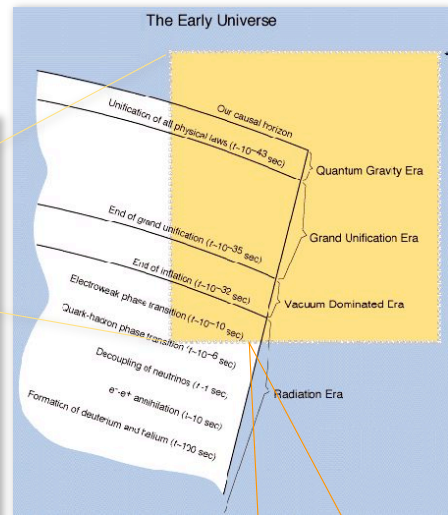 The Early Universe
Our causal horizon
Unification of all physical laws (t~10−43 sec)
Quantum Gravity Era
Grand Unification Era
End of grand unification (t~10−35 sec)
End of inflation (t~10−32 sec)
Vacuum Dominated Era
Electroweak phase transition (t~10−10 sec)
Quark-hadron phase transition (t~10−6 sec)
Decoupling of neutrinos (t~1 sec)
Radiation Era
e−-e+ annihilation (t~10 sec)
Formation of deuterium and helium (t~100 sec)